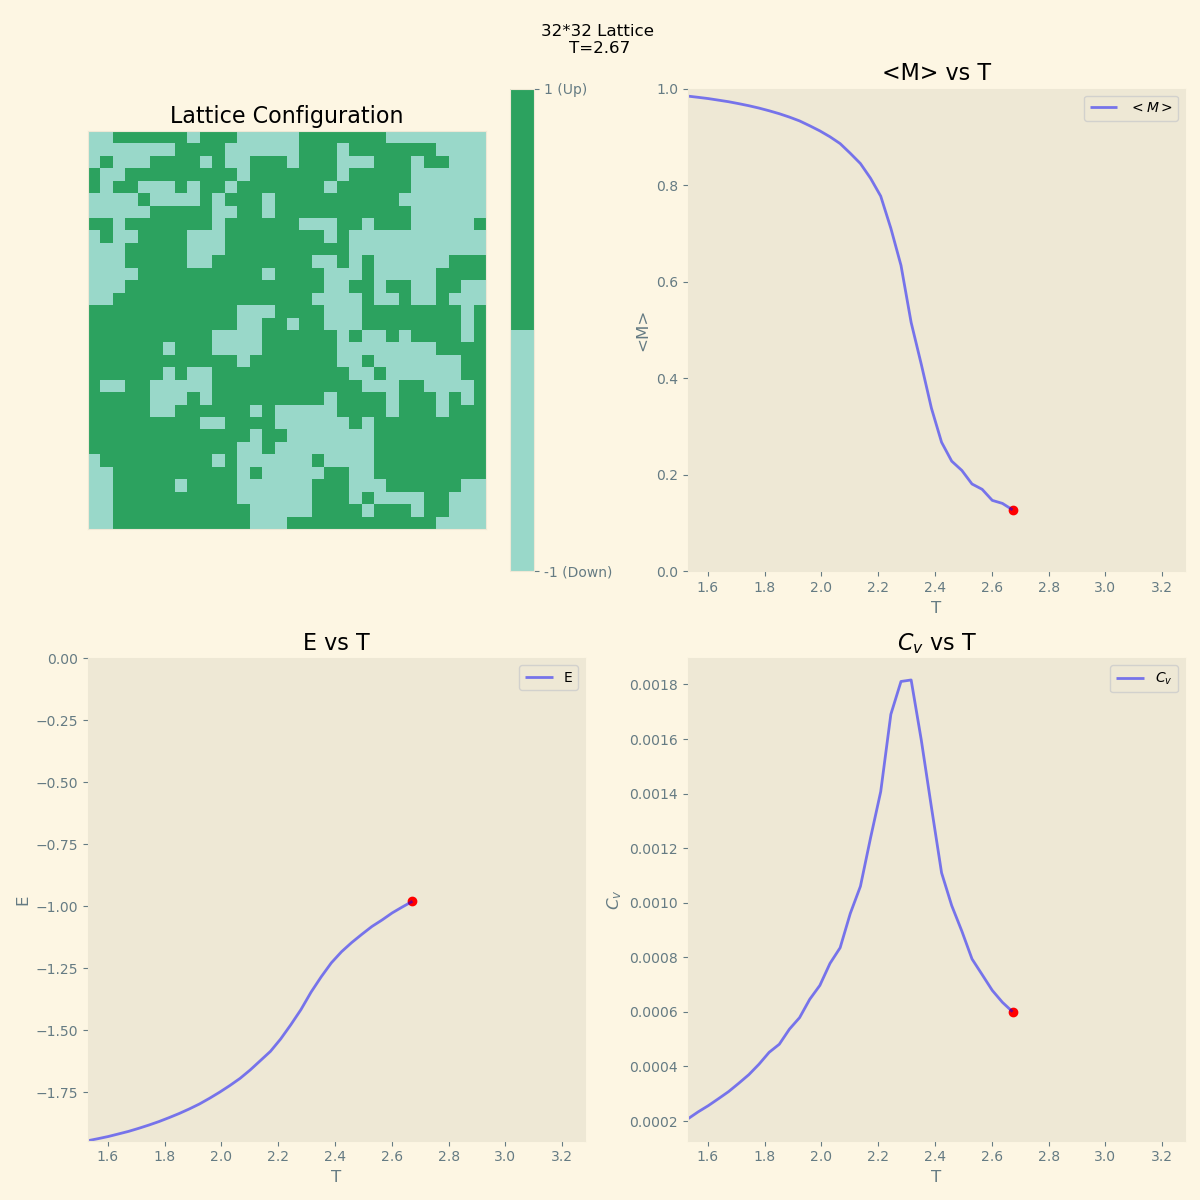 32*32 Lattice
T=2.67
Lattice Configuration
1 (Up)
-1 (Down)
<M> vs T
<M>
1.0
0.8
0.6
0.4
0.2
0.0
<M>
1.6 1.8 2.0 2.2 2.4 2.6 2.8 3.0 3.2
T
E vs T
E
0.00
−0.25
−0.50
−0.75
−1.00
−1.25
−1.50
−1.75
E
1.6 1.8 2.0 2.2 2.4 2.6 2.8 3.0 3.2
T
Cv vs T
Cv
0.0018
0.0016
0.0014
0.0012
0.0010
0.0008
0.0006
0.0004
0.0002
Cv
1.6 1.8 2.0 2.2 2.4 2.6 2.8 3.0 3.2
T